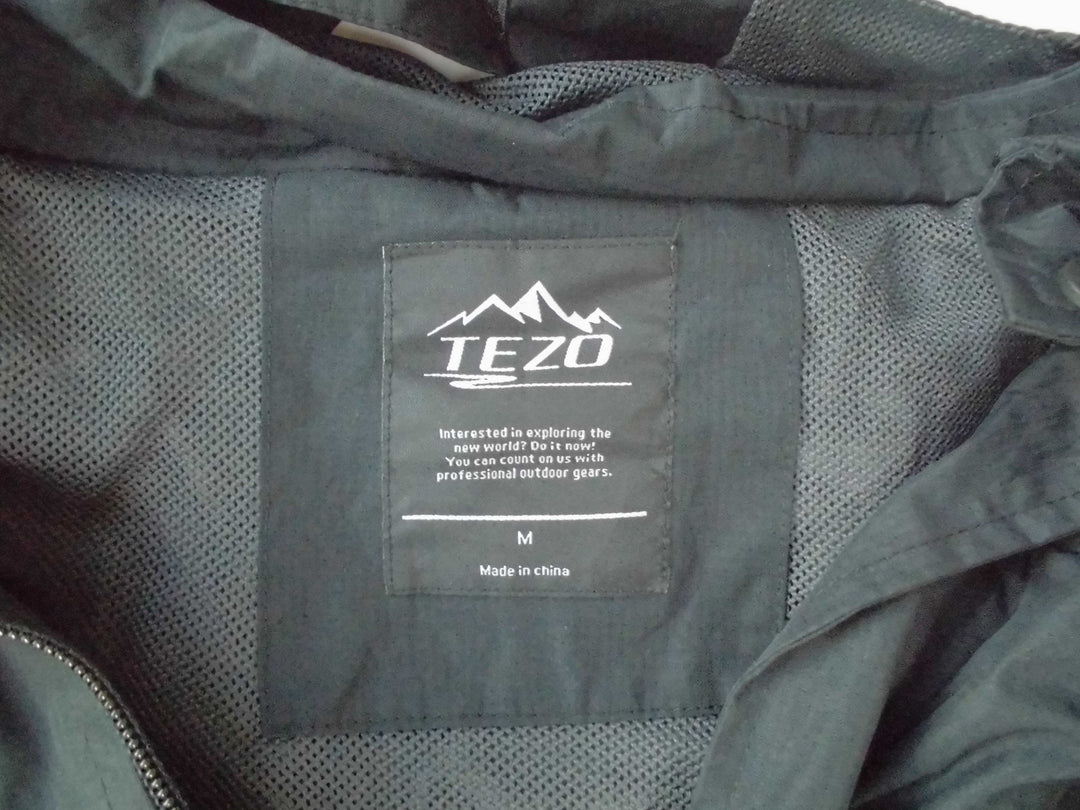 TEZO
Interested in exploring the
new world? Do it now!
You can count on us with
professional outdoor gears.
M
Made in china